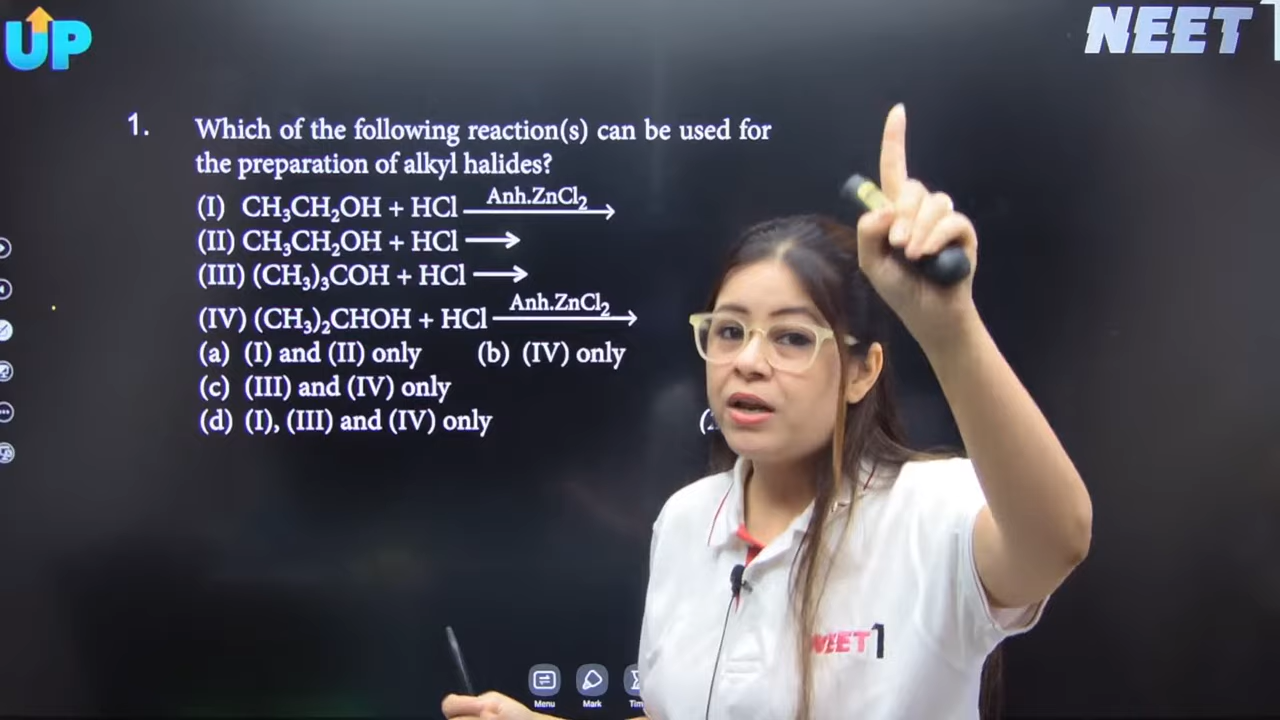 UP
NEET 1
1. Which of the following reaction(s) can be used for
the preparation of alkyl halides?
(I) CH₃CH₂OH + HCl —Anh.ZnCl₂→
(II) CH₃CH₂OH + HCl ⟶
(III) (CH₃)₃COH + HCl ⟶
(IV) (CH₃)₂CHOH + HCl —Anh.ZnCl₂→
(a) (I) and (II) only (b) (IV) only
(c) (III) and (IV) only
(d) (I), (III) and (IV) only
NEET1
Menu Mark